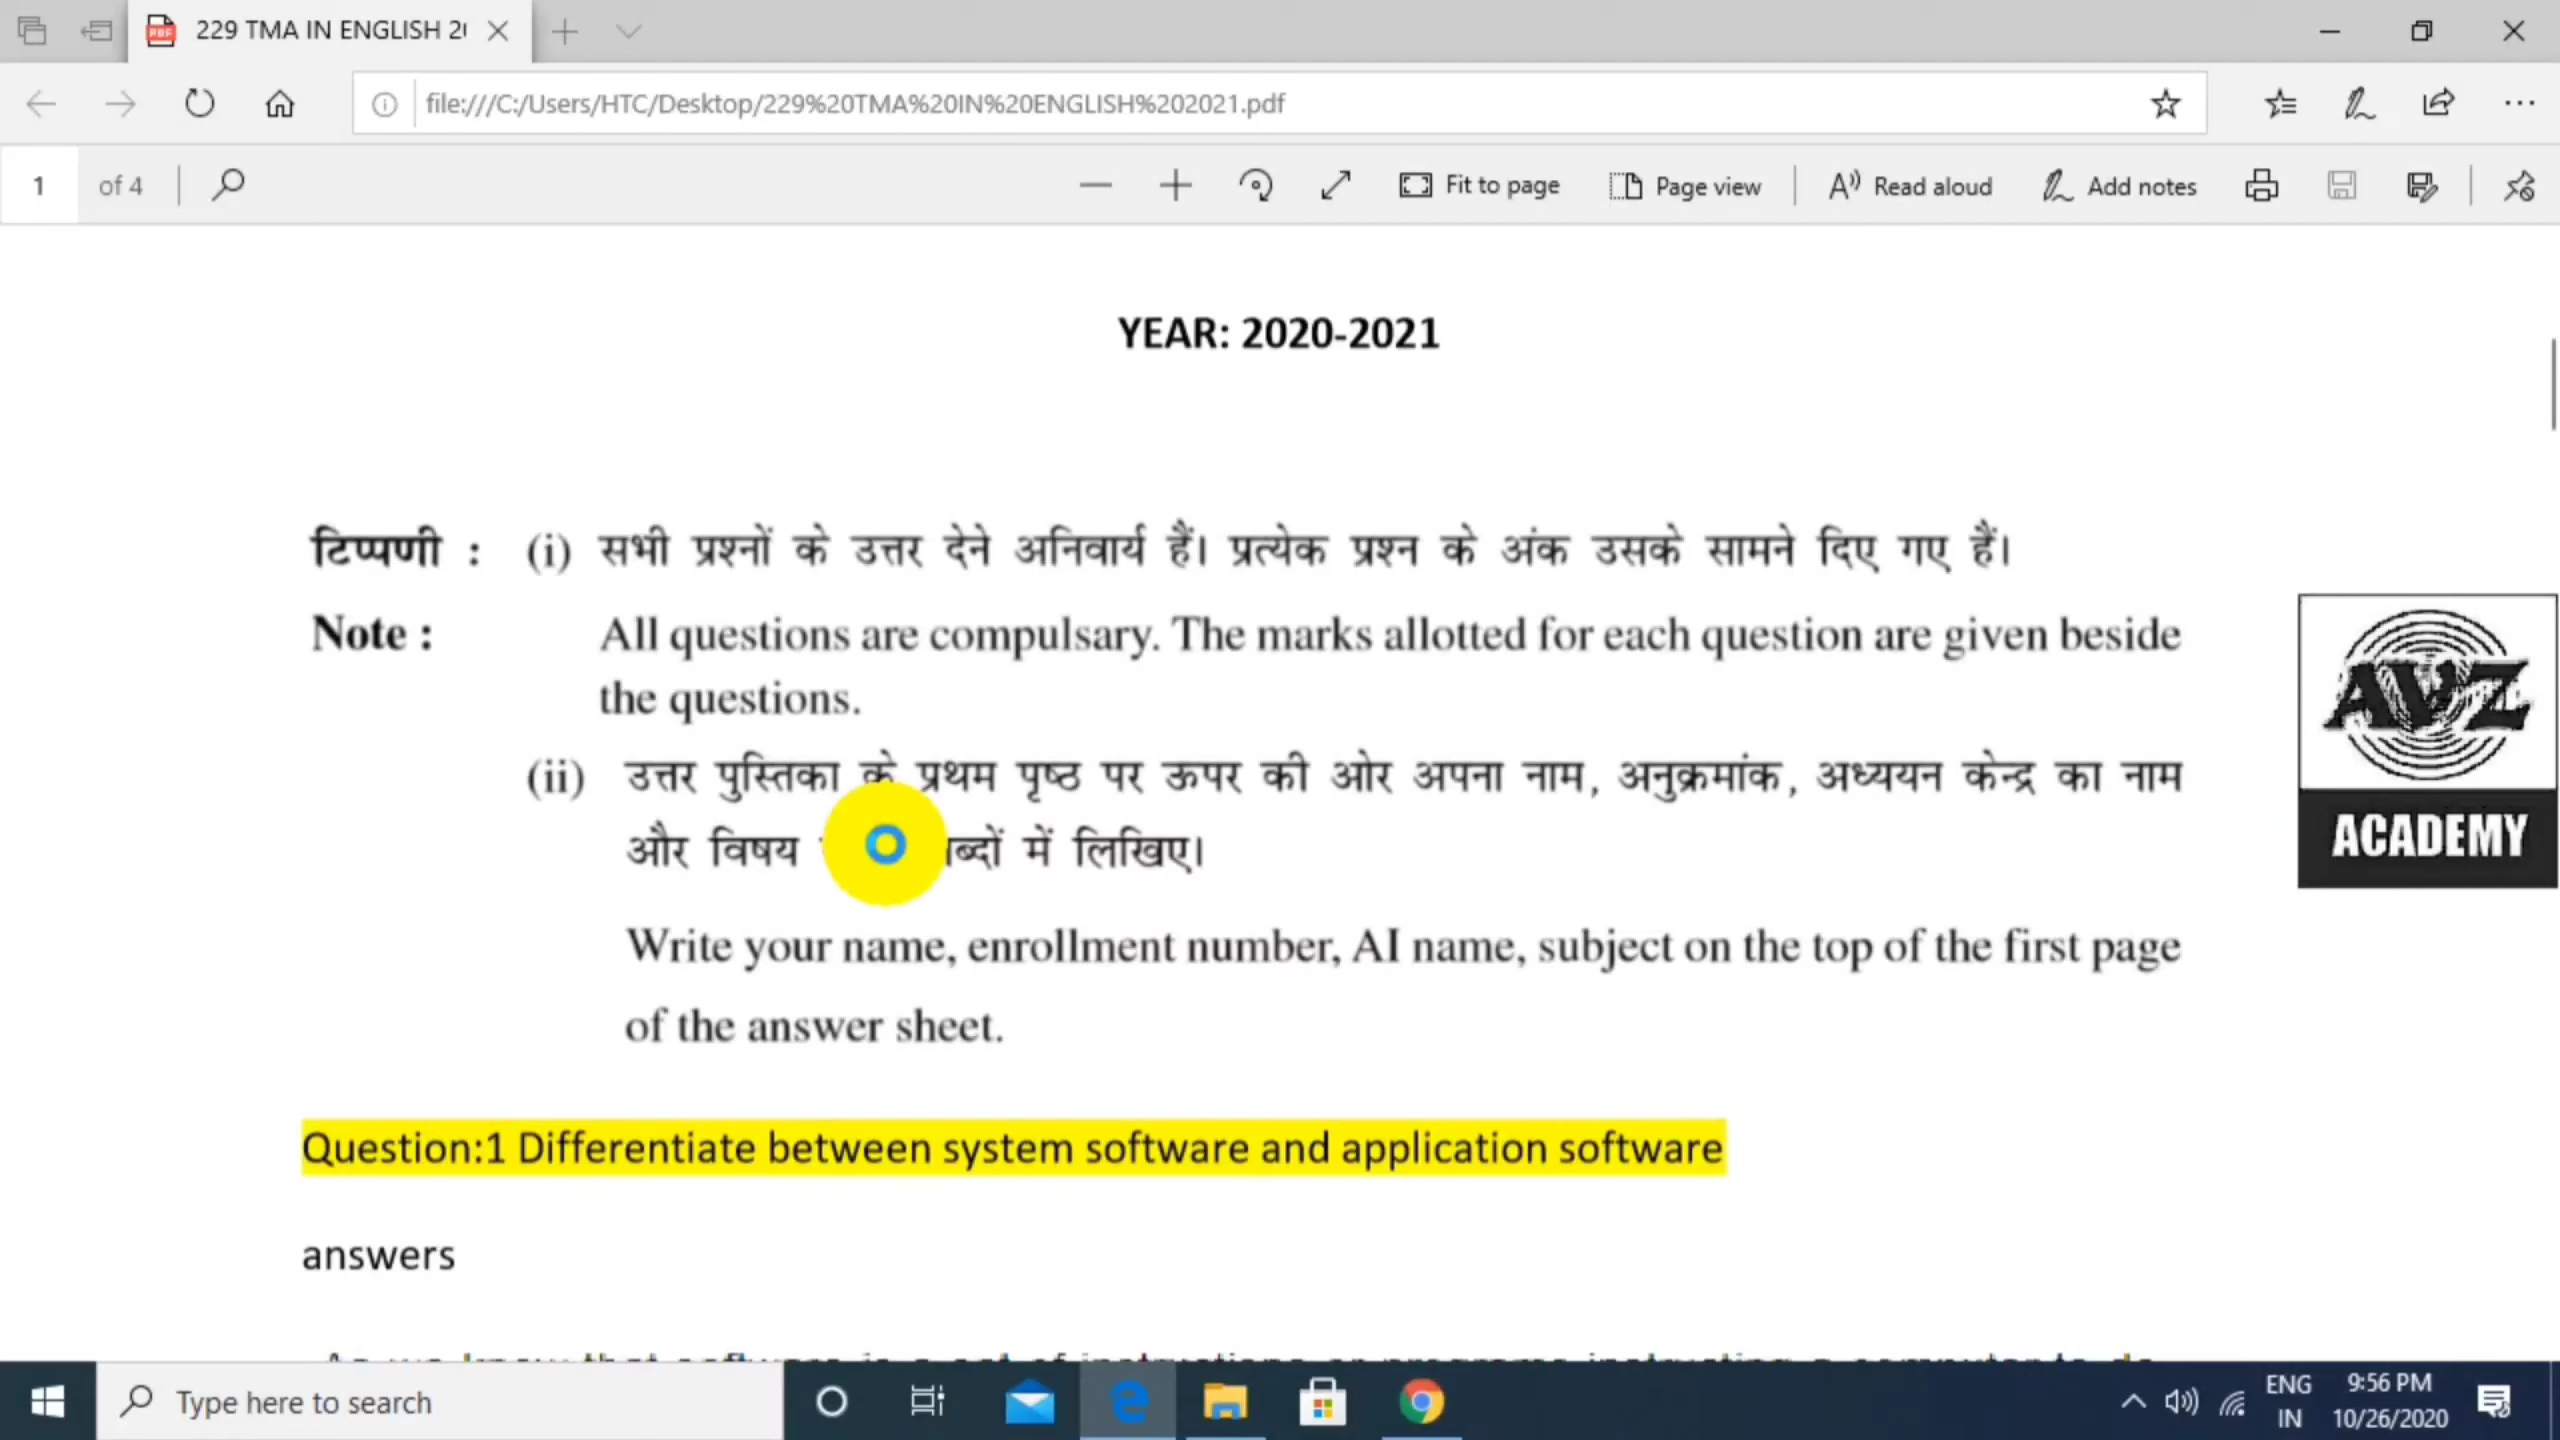 229 TMA IN ENGLISH 2
file:///C:/Users/HTC/Desktop/229%20TMA%20IN%20ENGLISH%202021.pdf
1 of 4 Fit to page Page view Read aloud Add notes
YEAR: 2020-2021
टिप्पणी : (i) सभी प्रश्नों के उत्तर देने अनिवार्य हैं। प्रत्येक प्रश्न के अंक उसके सामने दिए गए हैं।
Note : All questions are compulsary. The marks allotted for each question are given beside
the questions.
(ii) उत्तर पुस्तिका के प्रथम पृष्ठ पर ऊपर की ओर अपना नाम, अनुक्रमांक, अध्ययन केन्द्र का नाम
और विषय में लिखिए।
Write your name, enrollment number, AI name, subject on the top of the first page
of the answer sheet.
AVZ
ACADEMY
Question:1 Differentiate between system software and application software
answers
Type here to search
ENG
IN
9:56 PM
10/26/2020